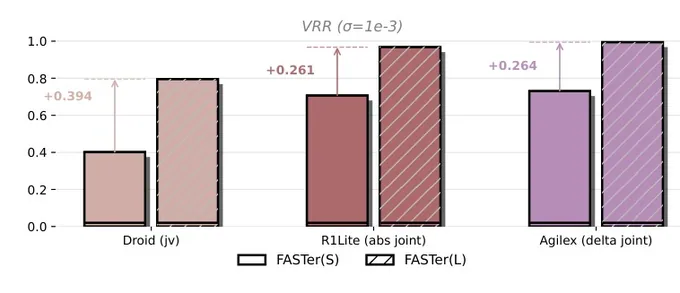 VRR (σ=1e-3)
1.0
0.8
0.6
0.4
0.2
0.0
+0.394
+0.261
+0.264
Droid (jv)
R1Lite (abs joint)
Agilex (delta joint)
FASTer(S)
FASTer(L)